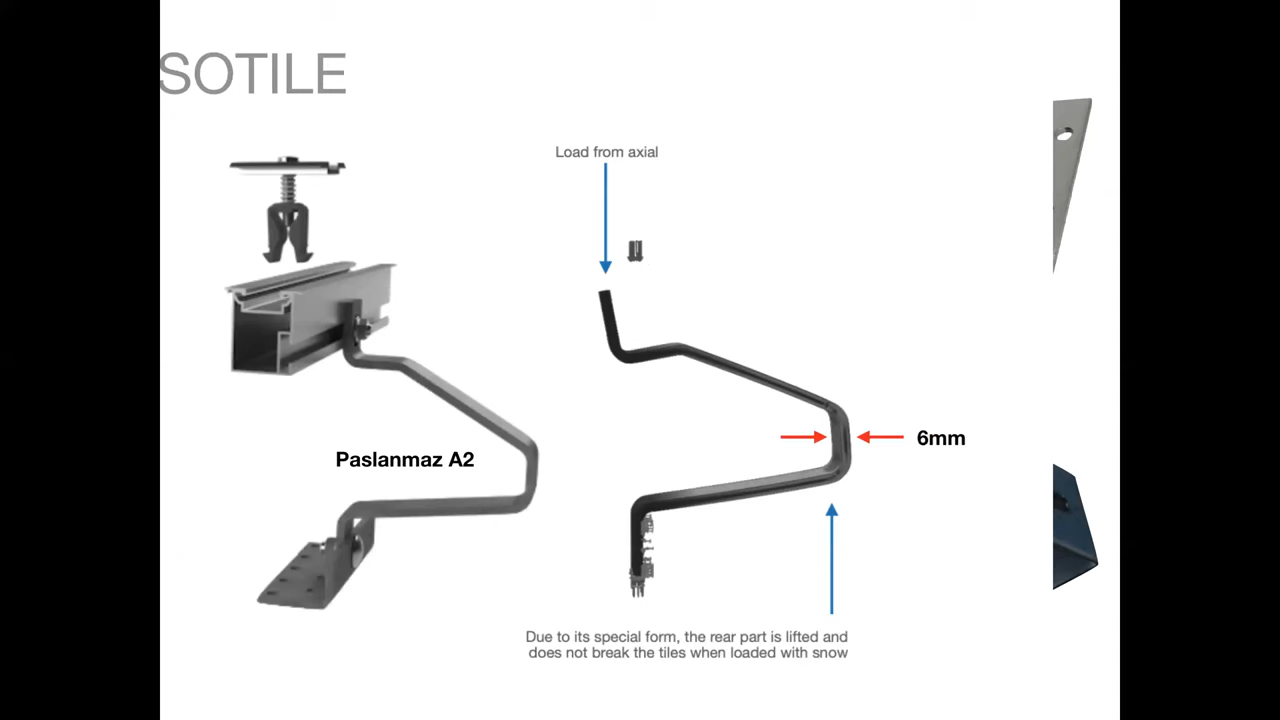 SOTILE
Load from axial
6mm
Paslanmaz A2
Due to its special form, the rear part is lifted and
does not break the tiles when loaded with snow